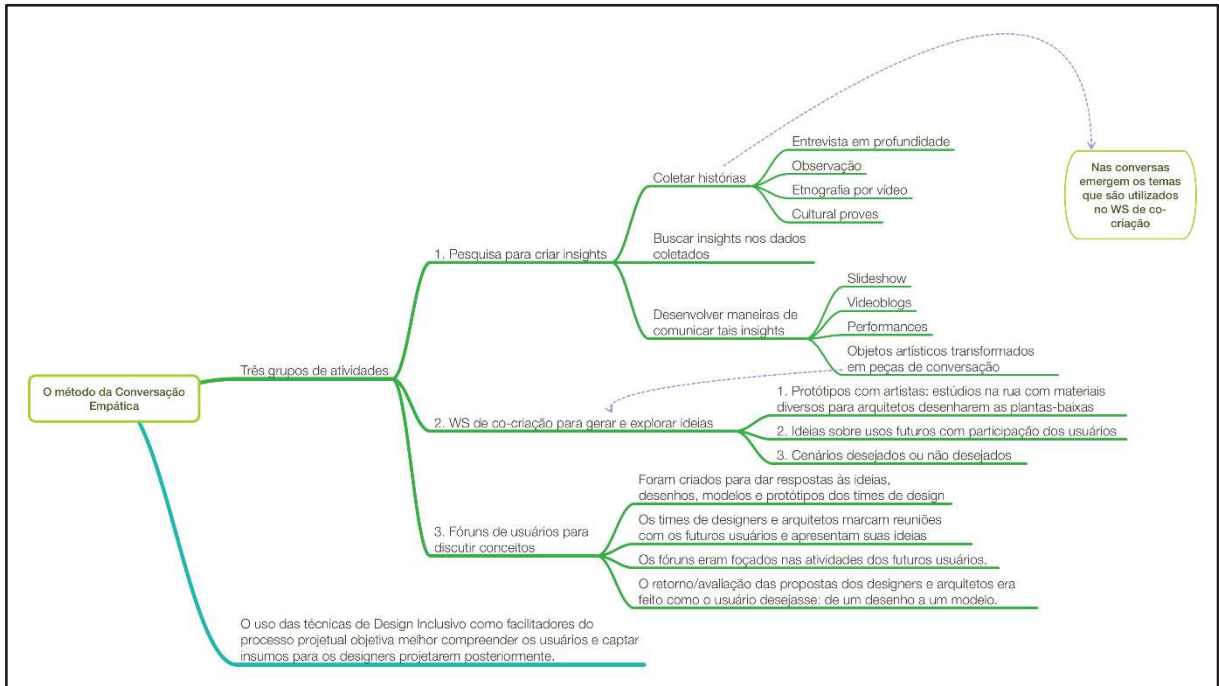 O método da Conversação
Empática
Três grupos de atividades
1. Pesquisa para criar insights
Coletar histórias
Entrevista em profundidade
Observação
Etnografia por vídeo
Cultural proves
Nas conversas
emergem os temas
que são utilizados
no WS de co-
criação
Buscar insights nos dados
coletados
Desenvolver maneiras de
comunicar tais insights
Slideshow
Videoblogs
Performances
Objetos artísticos transformados
em peças de conversação
2. WS de co-criação para gerar e explorar ideias
1. Protótipos com artistas: estúdios na rua com materiais
diversos para arquitetos desenharem as plantas-baixas
2. Ideias sobre usos futuros com participação dos usuários
3. Cenários desejados ou não desejados
3. Fóruns de usuários para
discutir conceitos
Foram criados para dar respostas às ideias,
desenhos, modelos e protótipos dos times de design
Os times de designers e arquitetos marcam reuniões
com os futuros usuários e apresentam suas ideias
Os fóruns eram foçados nas atividades dos futuros usuários.
O retorno/avaliação das propostas dos designers e arquitetos era
feito como o usuário desejasse: de um desenho a um modelo.
O uso das técnicas de Design Inclusivo como facilitadores do
processo projetual objetiva melhor compreender os usuários e captar
insumos para os designers projetarem posteriormente.